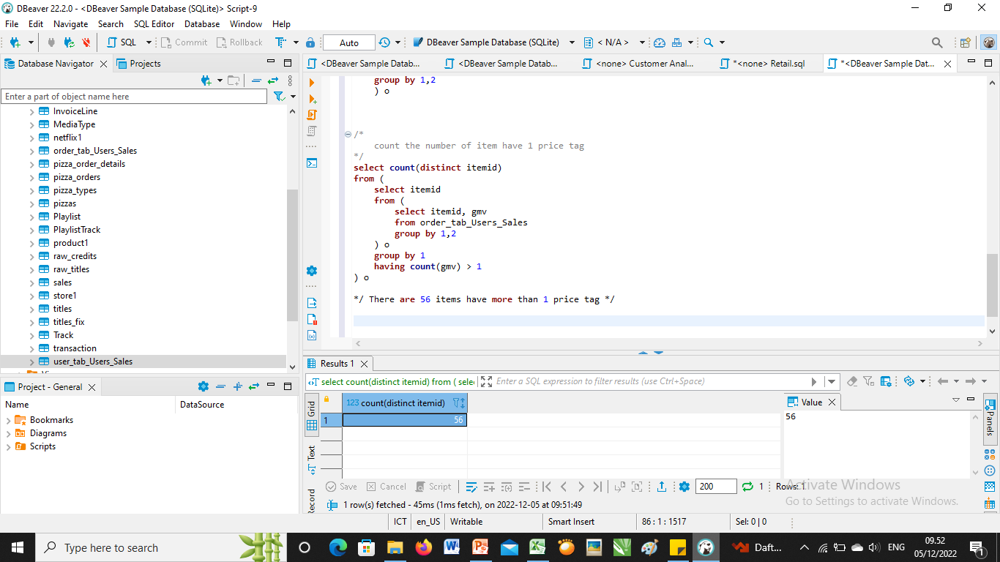 DBeaver 22.2.0 - <DBeaver Sample Database (SQLite)> Script-9
File Edit Navigate Search SQL Editor Database Window Help
SQL Commit Rollback Auto DBeaver Sample Database (SQLite) < N/A >
Database Navigator Projects
<DBeaver Sample Datab... <DBeaver Sample Datab... <none> Customer Anal... *<none> Retail.sql *<DBeaver Sample Dat...
Enter a part of object name here
InvoiceLine
MediaType
netflix1
order_tab_Users_Sales
pizza_order_details
pizza_orders
pizza_types
pizzas
Playlist
PlaylistTrack
product1
raw_credits
raw_titles
sales
store1
titles
titles_fix
Track
transaction
user_tab_Users_Sales
group by 1,2
) o
/*
count the number of item have 1 price tag
*/
select count(distinct itemid)
from (
select itemid
from (
select itemid, gmv
from order_tab_Users_Sales
group by 1,2
) o
group by 1
having count(gmv) > 1
) o
*/ There are 56 items have more than 1 price tag */
Project - General
Name DataSource
Bookmarks
Diagrams
Scripts
Results 1
select count(distinct itemid) from ( sele Enter a SQL expression to filter results (use Ctrl+Space)
Grid
Text
Record
123 count(distinct itemid)
1 56
Value
56
Panels
Save Cancel Script 200 1 Rows: 1
1 row(s) fetched - 45ms (1ms fetch), on 2022-12-05 at 09:51:49
Activate Windows
Go to Settings to activate Windows.
ICT en_US Writable Smart Insert 86 : 1 : 1517 Sel: 0 | 0
Type here to search
Daft...
ENG
09.52
05/12/2022
1